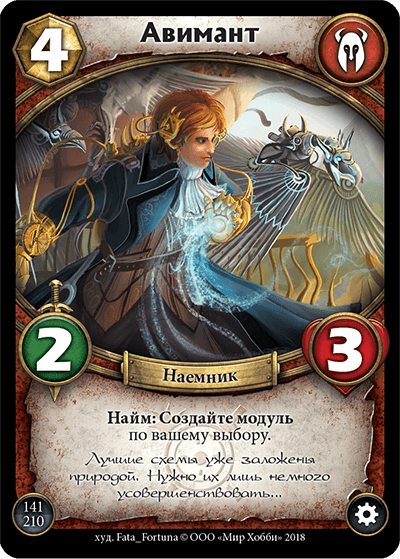 4
Авимант
2
3
Наемник
Найм: Создайте модуль
по вашему выбору.
Лучшие схемы уже заложены
природой. Нужно их лишь немного
усовершенствовать...
141
210
худ. Fata_Fortuna © ООО «Мир Хобби» 2018